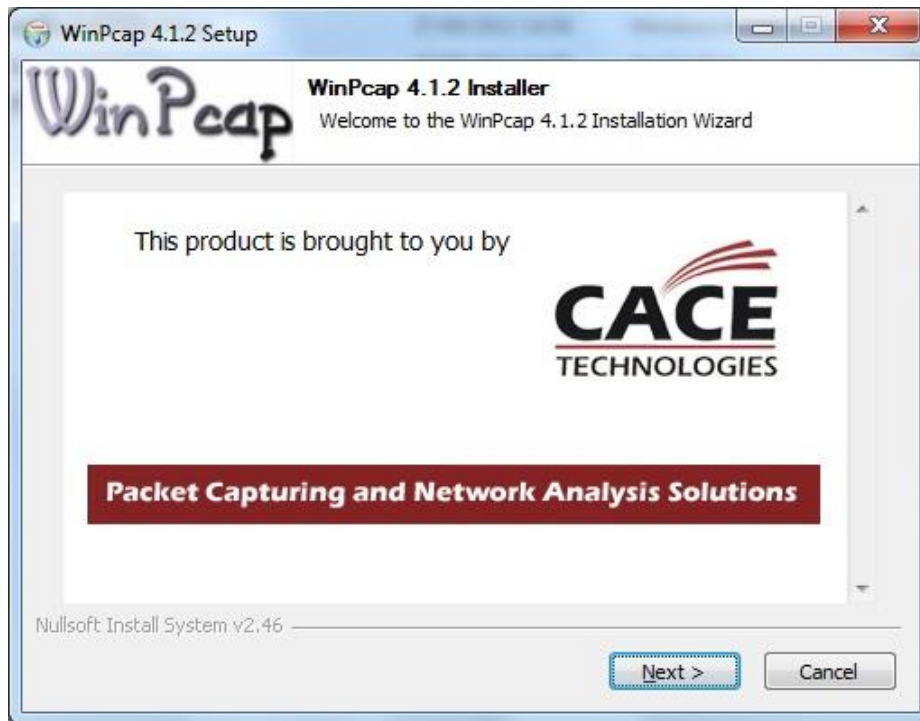 WinPcap 4.1.2 Setup
WinPcap
WinPcap 4.1.2 Installer
Welcome to the WinPcap 4.1.2 Installation Wizard
This product is brought to you by
CACE
TECHNOLOGIES
Packet Capturing and Network Analysis Solutions
Nullsoft Install System v2.46
Next >
Cancel